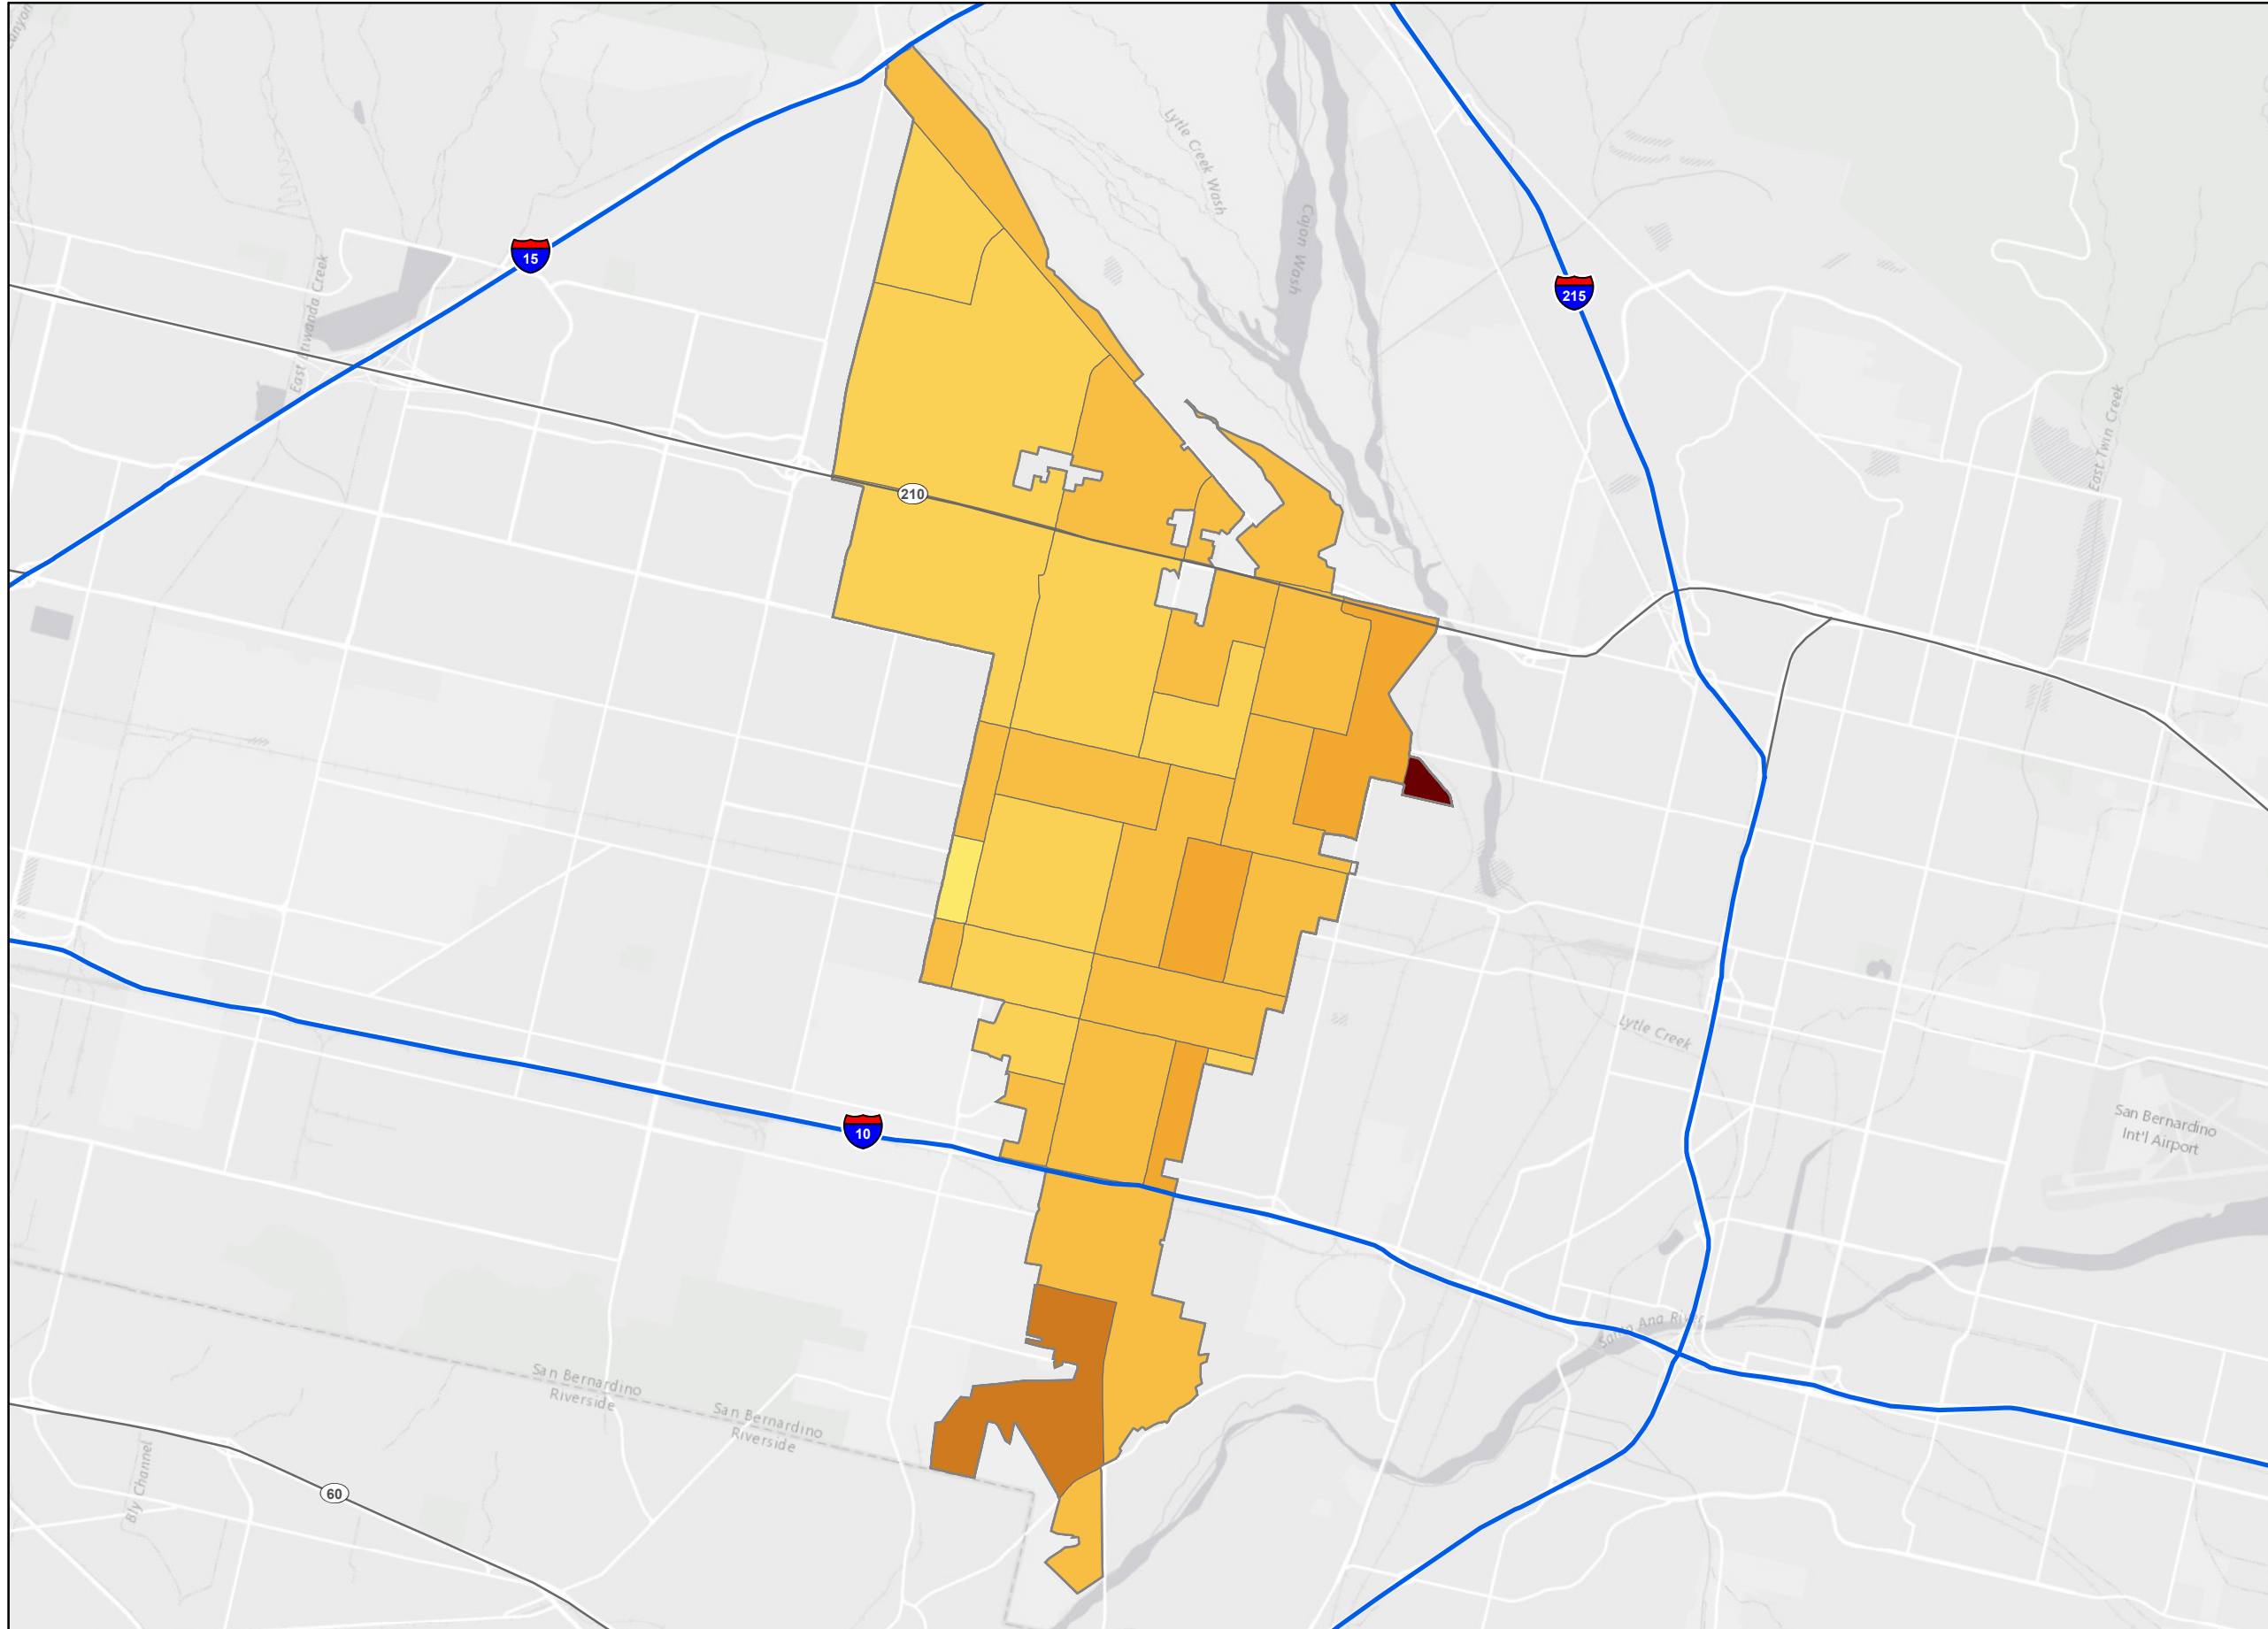 Canyon
Lytle Creek Wash
Cajon Wash
15
215
East Etiwanda Creek
East Twin Creek
210
Lytle Creek
San Bernardino
Int'l Airport
10
Santa Ana River
San Bernardino
Riverside
San Bernardino
Riverside
Bly Channel
60